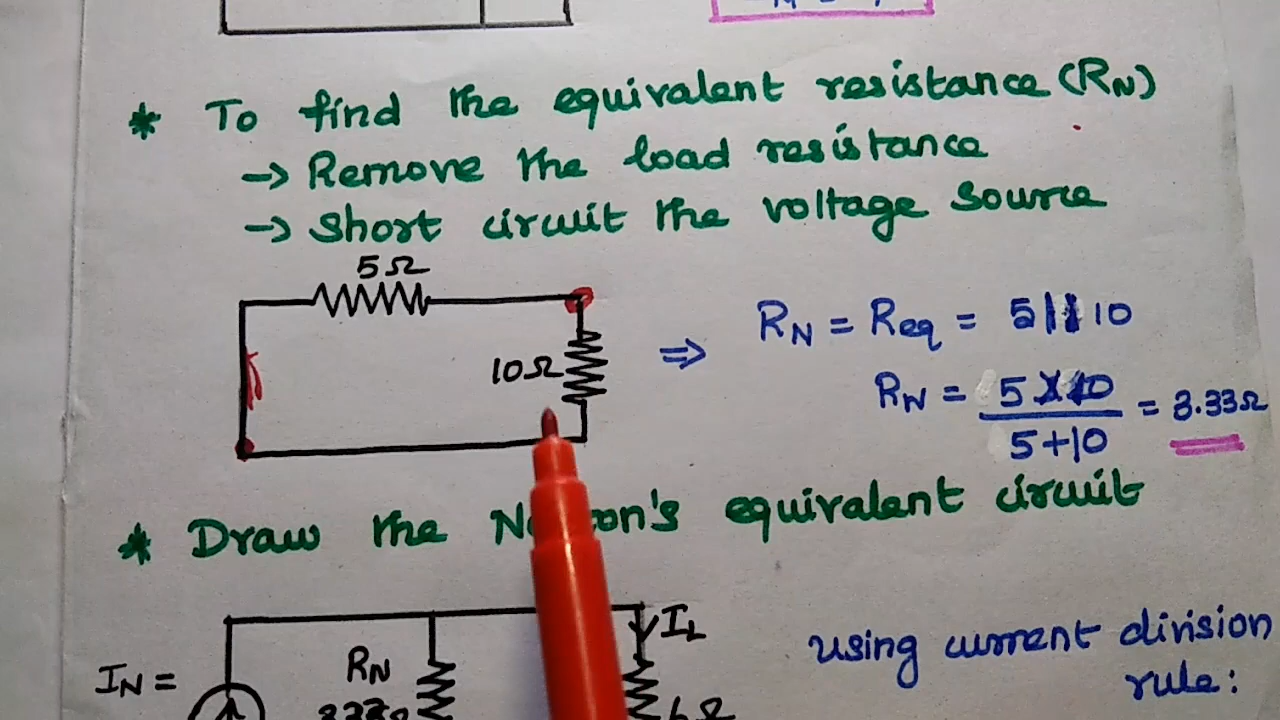 * To find the equivalent resistance (RN)
→ Remove the load resistance
→ Short circuit the voltage source
5Ω
10Ω
⇒ RN = Req = 5||10
RN = 5×10 / 5+10 = 3.33Ω
* Draw the Norton's equivalent circuit
IL
using current division
rule:
IN =
RN